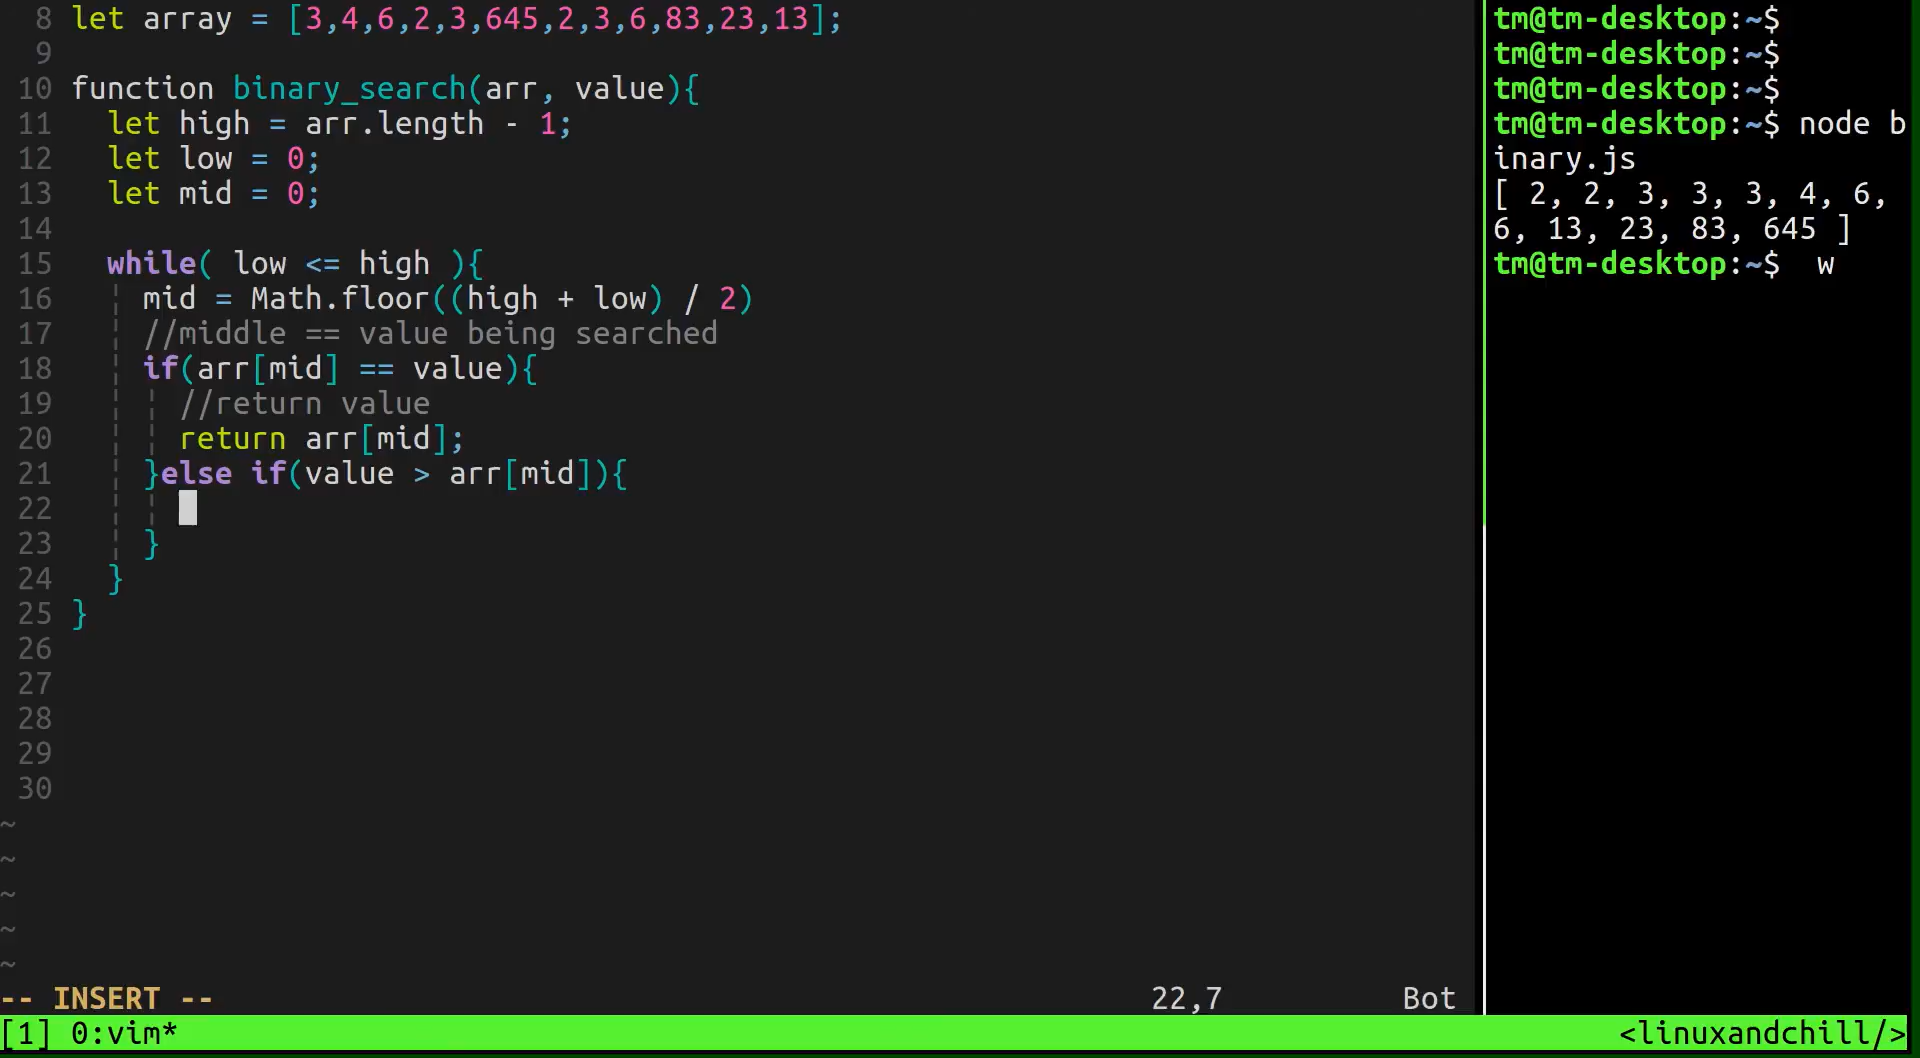 8 let array = [3,4,6,2,3,645,2,3,6,83,23,13];
9
10 function binary_search(arr, value){
11   let high = arr.length - 1;
12   let low = 0;
13   let mid = 0;
14
15   while( low <= high ){
16     mid = Math.floor((high + low) / 2)
17     //middle == value being searched
18     if(arr[mid] == value){
19       //return value
20       return arr[mid];
21     }else if(value > arr[mid]){
22
23     }
24   }
25 }
26
27
28
29
30
~
~
~
~
~
-- INSERT -- 22,7 Bot
tm@tm-desktop:~$
tm@tm-desktop:~$
tm@tm-desktop:~$
tm@tm-desktop:~$ node b
inary.js
[ 2, 2, 3, 3, 3, 4, 6,
6, 13, 23, 83, 645 ]
tm@tm-desktop:~$  w
[1] 0:vim* <linuxandchill/>